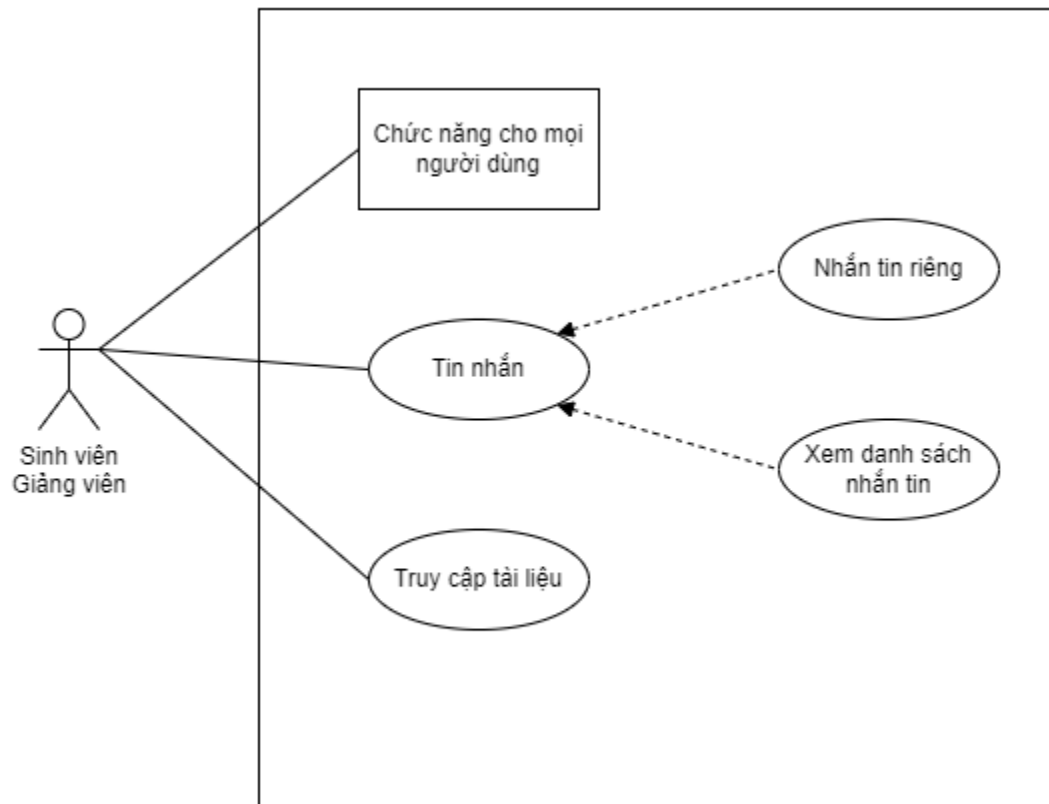 Chức năng cho mọi
người dùng
Nhắn tin riêng
Tin nhắn
Sinh viên
Giảng viên
Xem danh sách
nhắn tin
Truy cập tài liệu